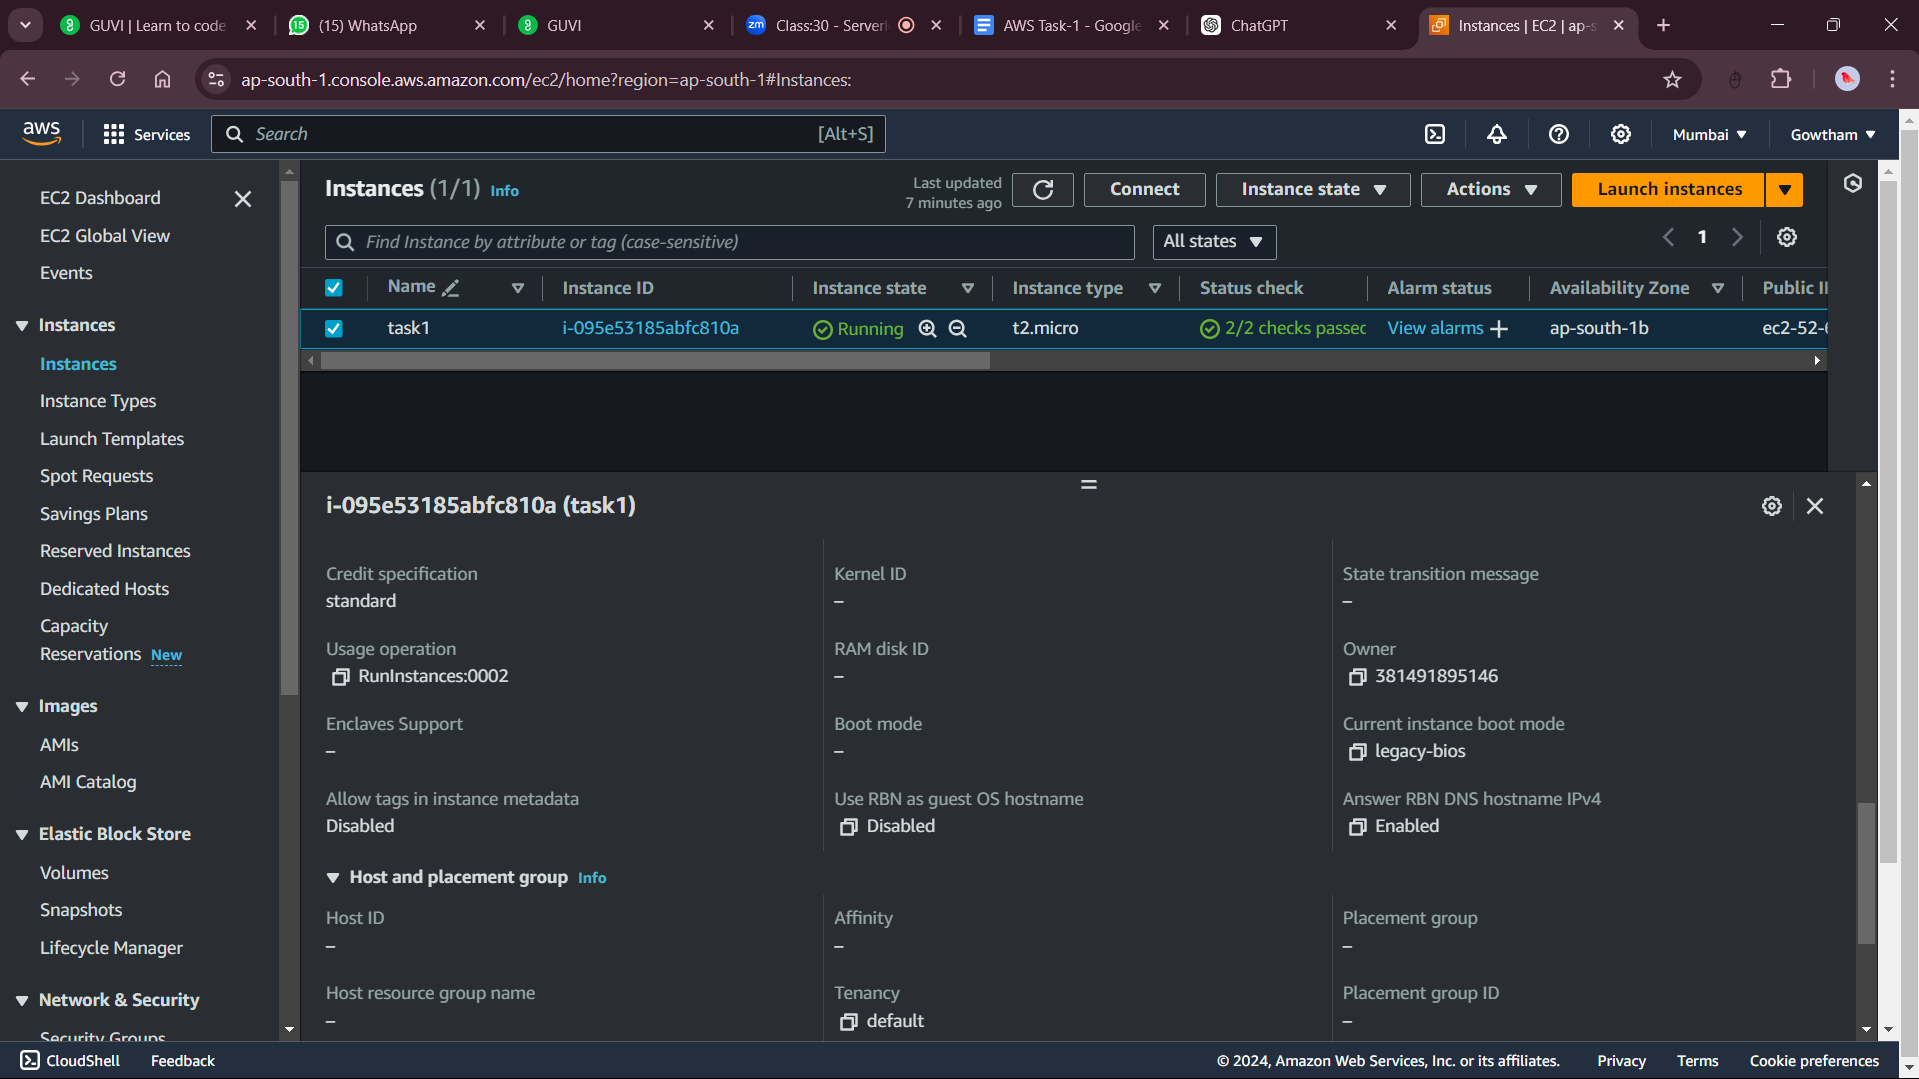 GUVI | Learn to code
(15) WhatsApp
GUVI
Class:30 - Server
AWS Task-1 - Google
ChatGPT
Instances | EC2 | ap-s
ap-south-1.console.aws.amazon.com/ec2/home?region=ap-south-1#Instances:
aws
Services
Search
[Alt+S]
Mumbai
Gowtham
EC2 Dashboard
EC2 Global View
Events
Instances
Instances
Instance Types
Launch Templates
Spot Requests
Savings Plans
Reserved Instances
Dedicated Hosts
Capacity
Reservations New
Images
AMIs
AMI Catalog
Elastic Block Store
Volumes
Snapshots
Lifecycle Manager
Network & Security
Security Groups
Instances (1/1) Info
Last updated
7 minutes ago
Connect
Instance state
Actions
Launch instances
Find Instance by attribute or tag (case-sensitive)
All states
1
Name Instance ID Instance state Instance type Status check Alarm status Availability Zone Public I
task1 i-095e53185abfc810a Running t2.micro 2/2 checks passec View alarms + ap-south-1b ec2-52-
i-095e53185abfc810a (task1)
Credit specification
standard
Kernel ID
–
State transition message
–
Usage operation
RunInstances:0002
RAM disk ID
–
Owner
381491895146
Enclaves Support
–
Boot mode
–
Current instance boot mode
legacy-bios
Allow tags in instance metadata
Disabled
Use RBN as guest OS hostname
Disabled
Answer RBN DNS hostname IPv4
Enabled
Host and placement group Info
Host ID
–
Affinity
–
Placement group
–
Host resource group name
–
Tenancy
default
Placement group ID
–
CloudShell
Feedback
© 2024, Amazon Web Services, Inc. or its affiliates.
Privacy
Terms
Cookie preferences